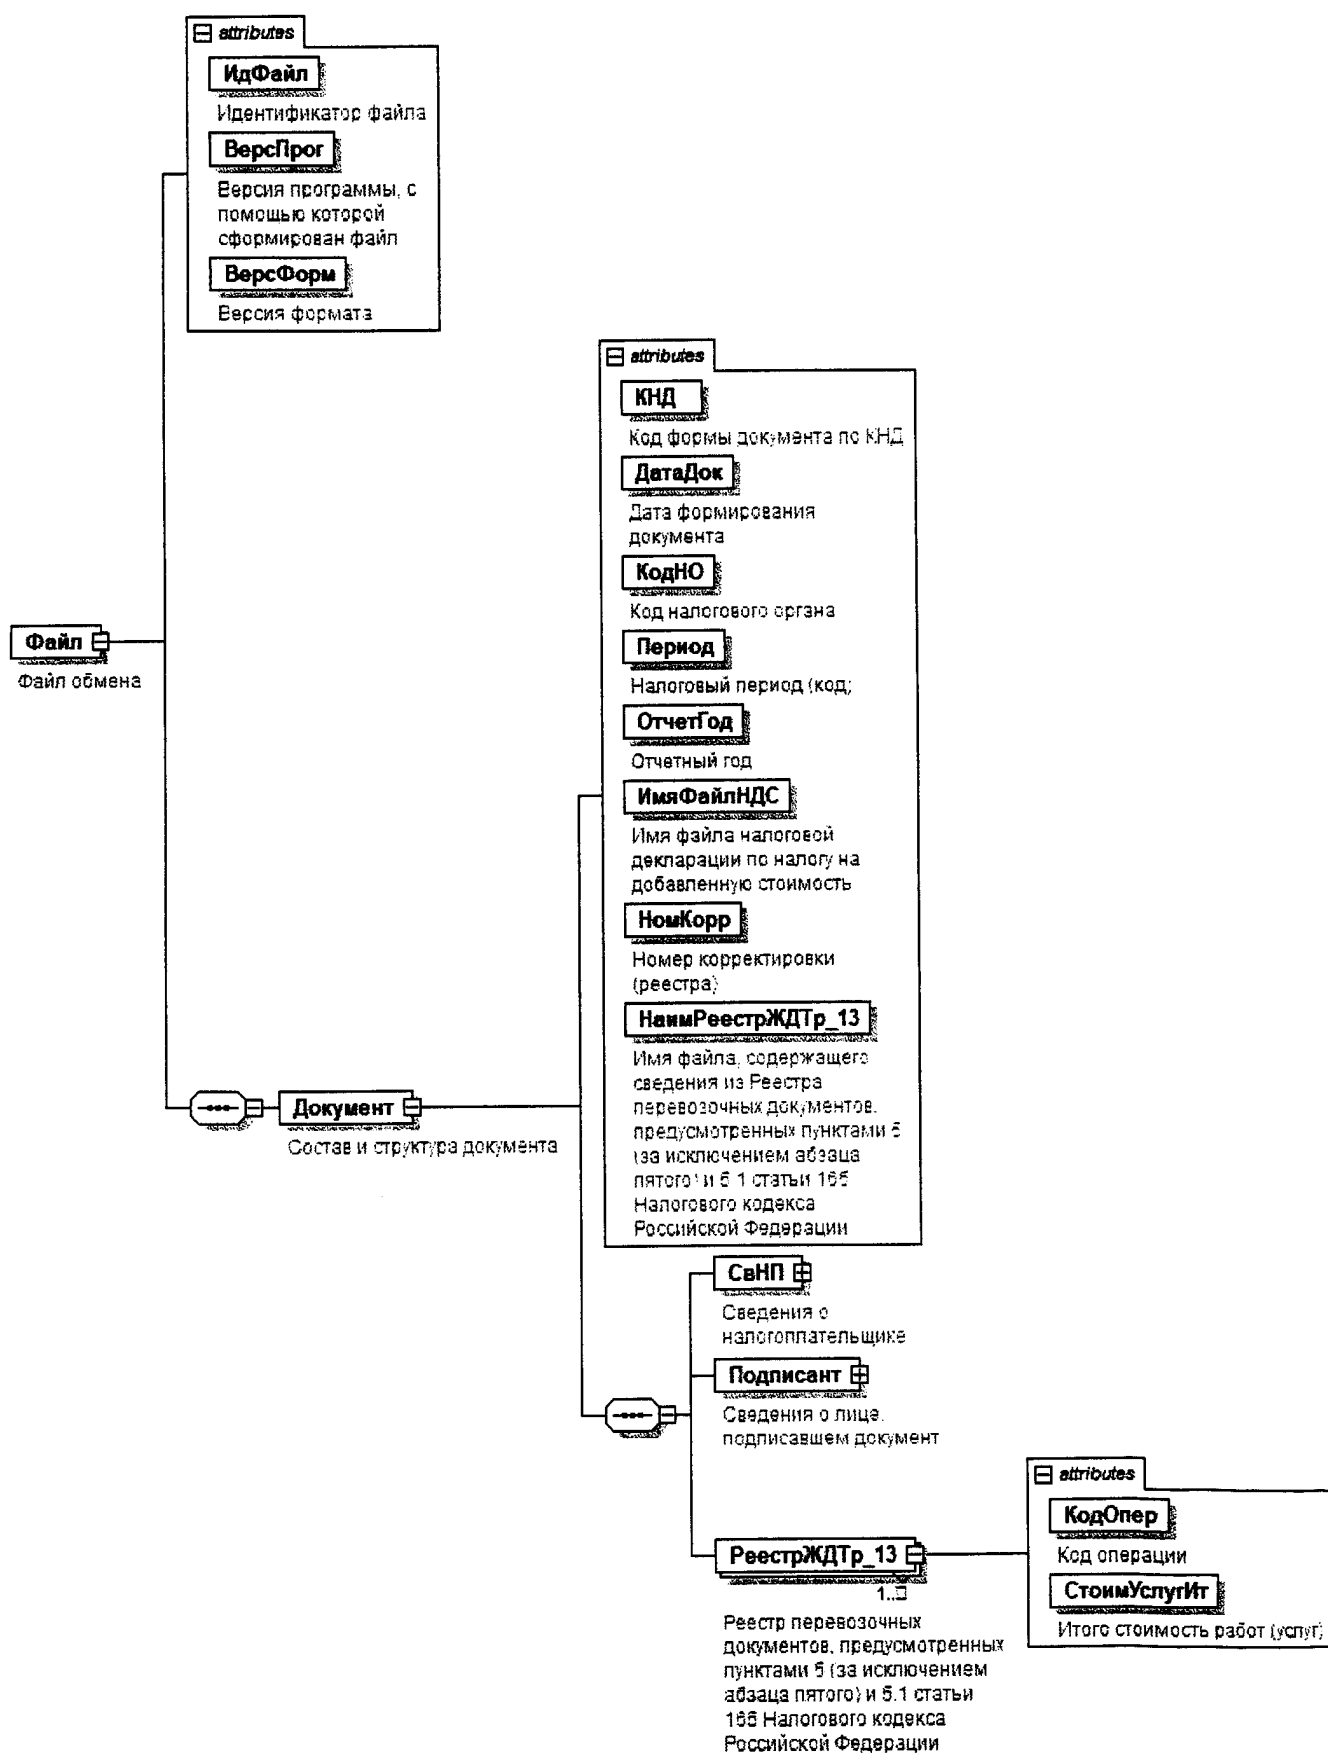 attributes
ИдФайл
Идентификатор файла
ВерсПрог
Версия программы, с
помощью которой
сформирован файл
ВерсФорм
Версия формата
attributes
КНД
Код формы документа по КНД
ДатаДок
Дата формирования
документа
КодНО
Код налогового органа
Период
Налоговый период (код)
ОтчетГод
Отчетный год
ИмяФайлНДС
Имя файла налоговой
декларации по налогу на
добавленную стоимость
НомКорр
Номер корректировки
(реестра)
НаимРеестрЖДТр_13
Имя файла, содержащего
сведения из Реестра
перевозочных документов,
предусмотренных пунктами 5
(за исключением абзаца
пятого) и 5.1 статьи 165
Налогового кодекса
Российской Федерации
Файл
Файл обмена
Документ
Состав и структура документа
СвНП
Сведения о
налогоплательщике
Подписант
Сведения о лице,
подписавшем документ
РеестрЖДТр_13
1..
Реестр перевозочных
документов, предусмотренных
пунктами 5 (за исключением
абзаца пятого) и 5.1 статьи
165 Налогового кодекса
Российской Федерации
attributes
КодОпер
Код операции
СтоимУслугИт
Итого стоимость работ (услуг)